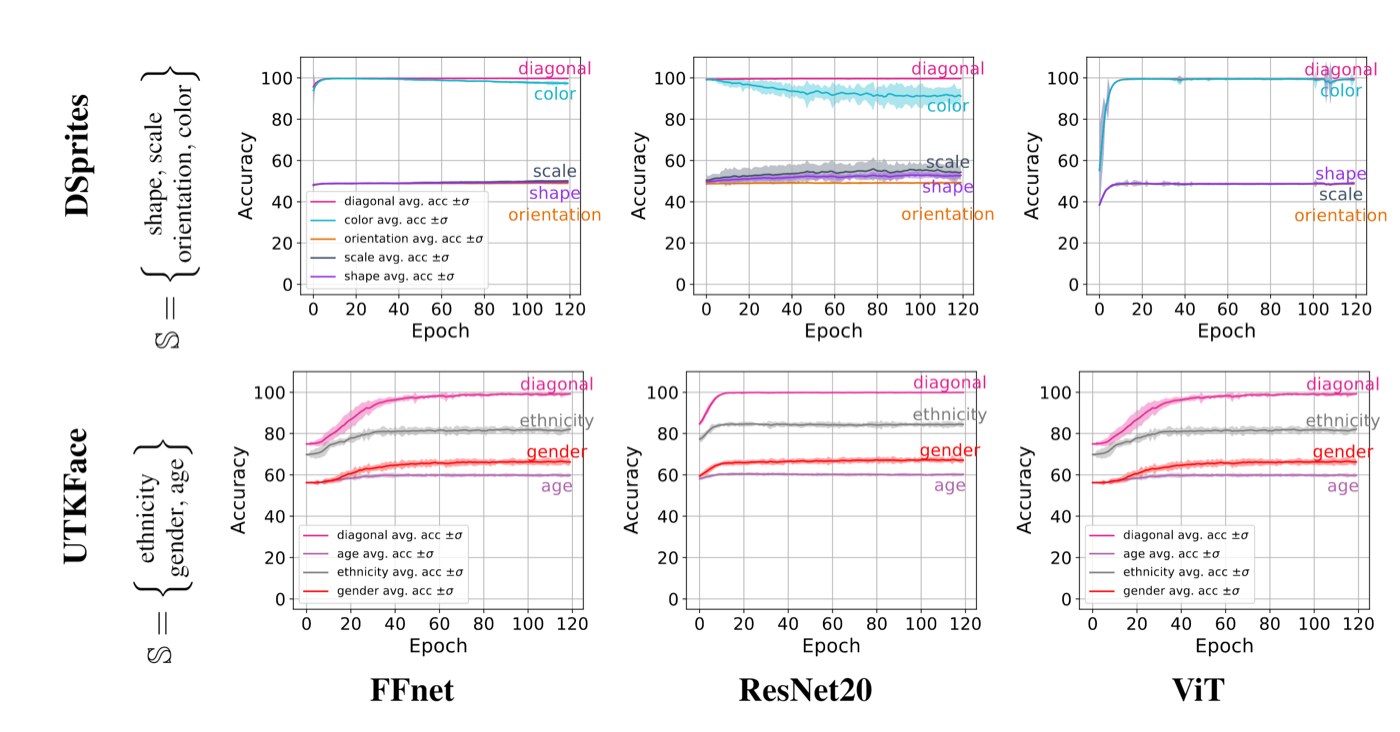 DSprites
𝕊 = { shape, scale
orientation, color }
Accuracy
100
80
60
40
20
0
diagonal
color
scale
shape
orientation
diagonal avg. acc ±σ
color avg. acc ±σ
orientation avg. acc ±σ
scale avg. acc ±σ
shape avg. acc ±σ
0 20 40 60 80 100 120
Epoch
Accuracy
100
80
60
40
20
0
diagonal
color
scale
shape
orientation
0 20 40 60 80 100 120
Epoch
Accuracy
100
80
60
40
20
0
diagonal
color
shape
scale
orientation
0 20 40 60 80 100 120
Epoch
UTKFace
𝕊 = { ethnicity
gender, age }
Accuracy
100
80
60
40
20
0
diagonal
ethnicity
gender
age
diagonal avg. acc ±σ
age avg. acc ±σ
ethnicity avg. acc ±σ
gender avg. acc ±σ
0 20 40 60 80 100 120
Epoch
Accuracy
100
80
60
40
20
0
diagonal
ethnicity
gender
age
0 20 40 60 80 100 120
Epoch
Accuracy
100
80
60
40
20
0
diagonal
ethnicity
gender
age
diagonal avg. acc ±σ
age avg. acc ±σ
ethnicity avg. acc ±σ
gender avg. acc ±σ
0 20 40 60 80 100 120
Epoch
FFnet
ResNet20
ViT